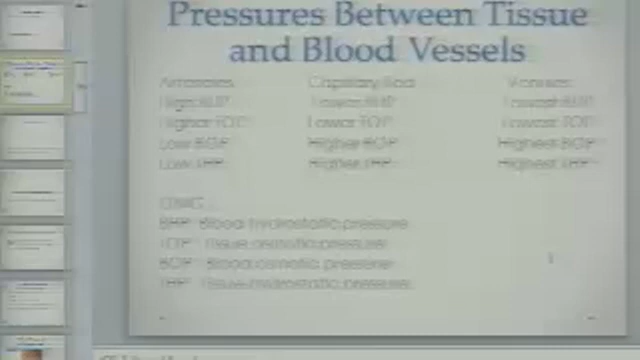 Pressures Between Tissue
and Blood Vessels
Arterioles Capillary Bed Venules
High BHP Lower BHP Lowest BHP
Higher TOP Lower TOP Lowest TOP
Low BOP Higher BOP Highest BOP
Low THP Higher THP Highest THP
BHP Blood hydrostatic pressure
TOP Tissue osmotic pressure
BOP Blood osmotic pressure
THP Tissue hydrostatic pressure